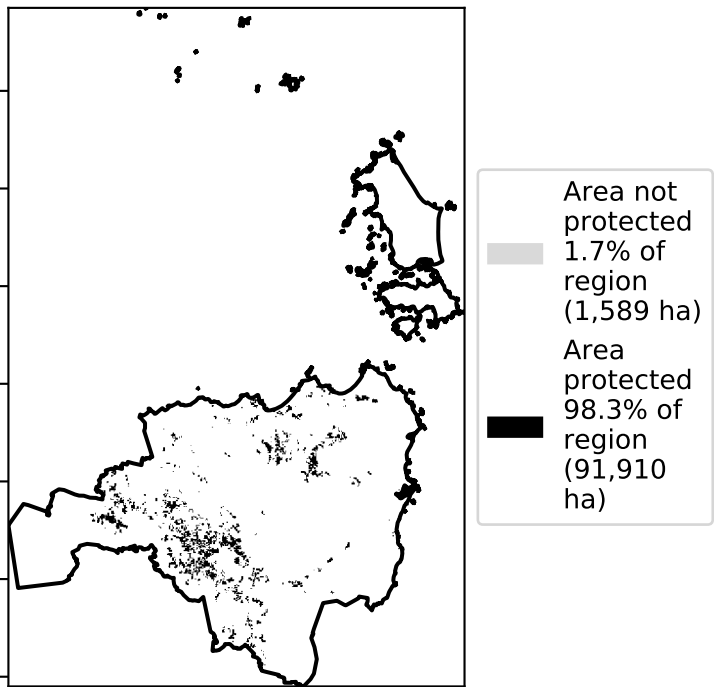 Area not
protected
1.7% of
region
(1,589 ha)
Area
protected
98.3% of
region
(91,910
ha)